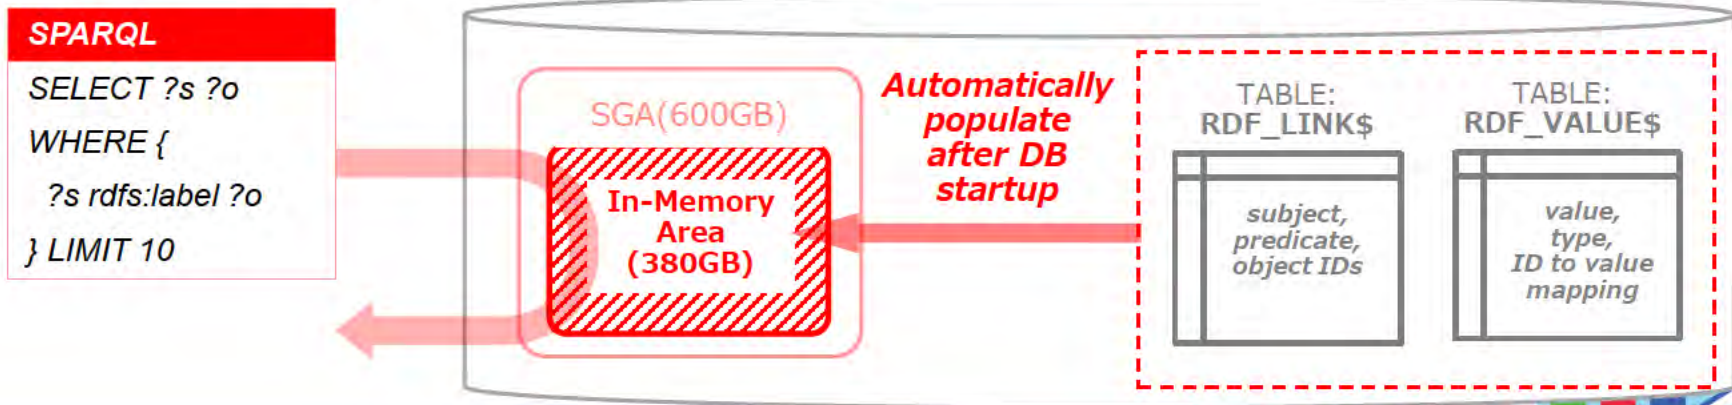 SPARQL
SELECT ?s ?o
WHERE {
?s rdfs:label ?o
} LIMIT 10
SGA(600GB)
In-Memory
Area
(380GB)
Automatically
populate
after DB
startup
TABLE:
RDF_LINK$
subject,
predicate,
object IDs
TABLE:
RDF_VALUE$
value,
type,
ID to value
mapping